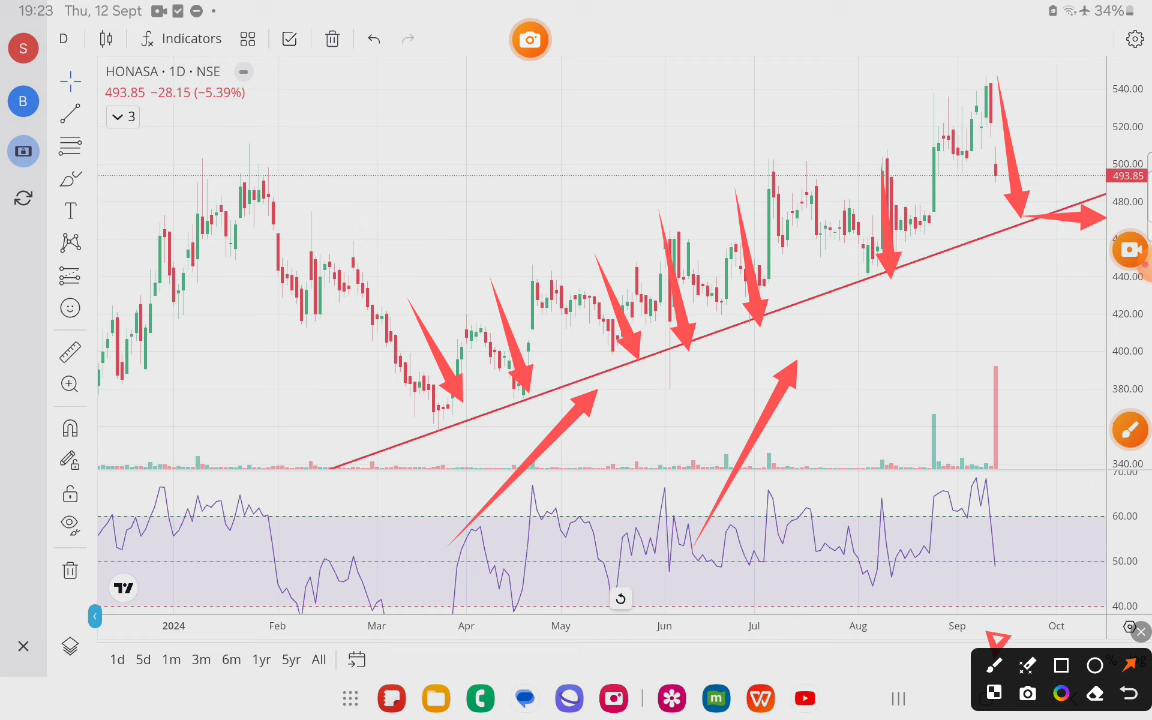 19:23 Thu, 12 Sept
34%
S
D
Indicators
HONASA · 1D · NSE
493.85 −28.15 (−5.39%)
B
3
540.00
520.00
500.00
493.85
480.00
440.00
420.00
400.00
380.00
340.00
70.00
60.00
50.00
40.00
2024 Feb Mar Apr May Jun Jul Aug Sep Oct
1d 5d 1m 3m 6m 1yr 5yr All
%
m
W